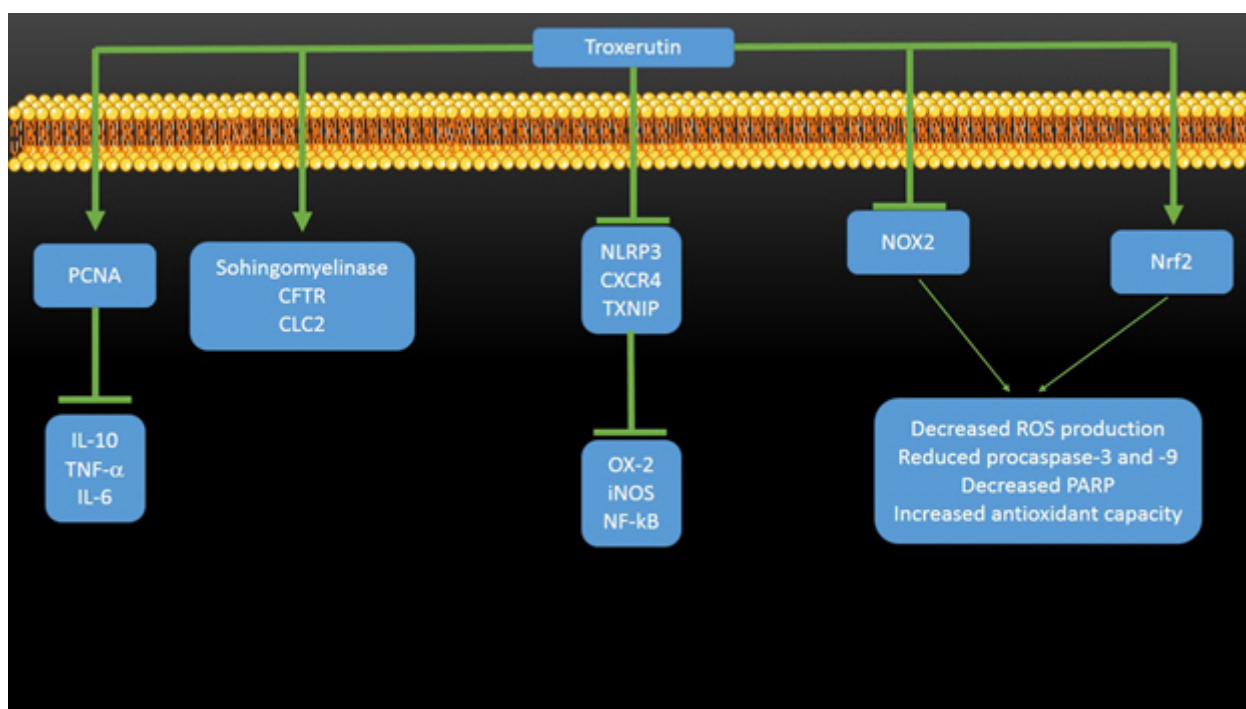 Troxerutin
PCNA
Sohingomyelinase
CFTR
CLC2
NLRP3
CXCR4
TXNIP
NOX2
Nrf2
IL-10
TNF-α
IL-6
OX-2
iNOS
NF-kB
Decreased ROS production
Reduced procaspase-3 and -9
Decreased PARP
Increased antioxidant capacity